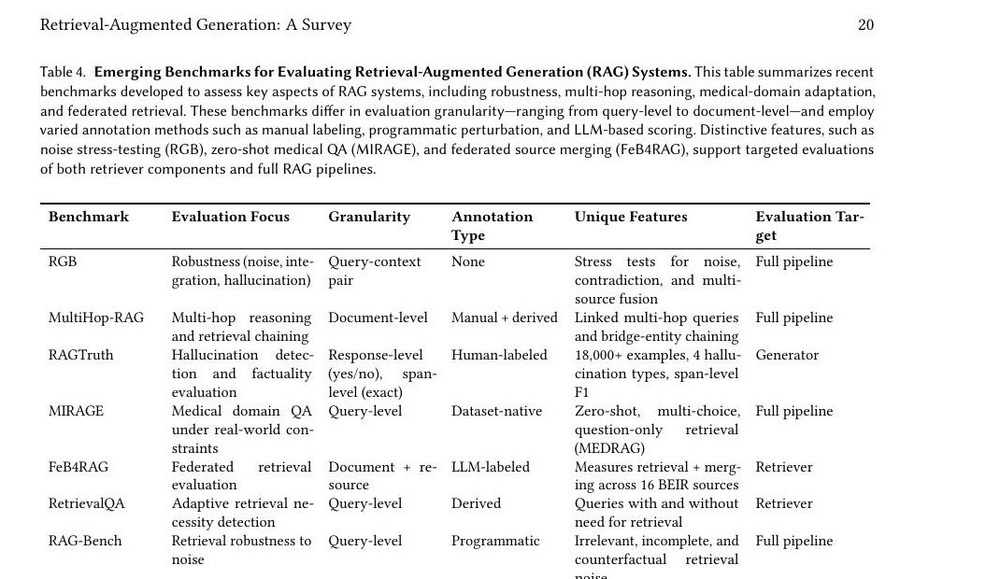 Retrieval-Augmented Generation: A Survey 20
Table 4. Emerging Benchmarks for Evaluating Retrieval-Augmented Generation (RAG) Systems. This table summarizes recent
benchmarks developed to assess key aspects of RAG systems, including robustness, multi-hop reasoning, medical-domain adaptation,
and federated retrieval. These benchmarks differ in evaluation granularity—ranging from query-level to document-level—and employ
varied annotation methods such as manual labeling, programmatic perturbation, and LLM-based scoring. Distinctive features, such as
noise stress-testing (RGB), zero-shot medical QA (MIRAGE), and federated source merging (FeB4RAG), support targeted evaluations
of both retriever components and full RAG pipelines.
Benchmark Evaluation Focus Granularity Annotation Unique Features Evaluation Tar-
Type get
RGB Robustness (noise, inte- Query-context None Stress tests for noise, Full pipeline
gration, hallucination) pair contradiction, and multi-
source fusion
MultiHop-RAG Multi-hop reasoning Document-level Manual + derived Linked multi-hop queries Full pipeline
and retrieval chaining and bridge-entity chaining
RAGTruth Hallucination detec- Response-level Human-labeled 18,000+ examples, 4 hallu- Generator
tion and factuality (yes/no), span- cination types, span-level
evaluation level (exact) F1
MIRAGE Medical domain QA Query-level Dataset-native Zero-shot, multi-choice, Full pipeline
under real-world con- question-only retrieval
straints (MEDRAG)
FeB4RAG Federated retrieval Document + re- LLM-labeled Measures retrieval + merg- Retriever
evaluation source ing across 16 BEIR sources
RetrievalQA Adaptive retrieval ne- Query-level Derived Queries with and without Retriever
cessity detection need for retrieval
RAG-Bench Retrieval robustness to Query-level Programmatic Irrelevant, incomplete, and Full pipeline
noise counterfactual retrieval
noise